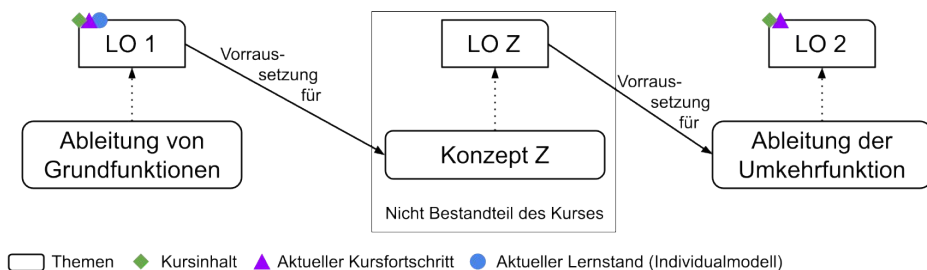 LO 1
LO Z
LO 2
Vorraus-
setzung
für
Vorraus-
setzung
für
Ableitung von
Grundfunktionen
Konzept Z
Ableitung der
Umkehrfunktion
Nicht Bestandteil des Kurses
Themen
Kursinhalt
Aktueller Kursfortschritt
Aktueller Lernstand (Individualmodell)